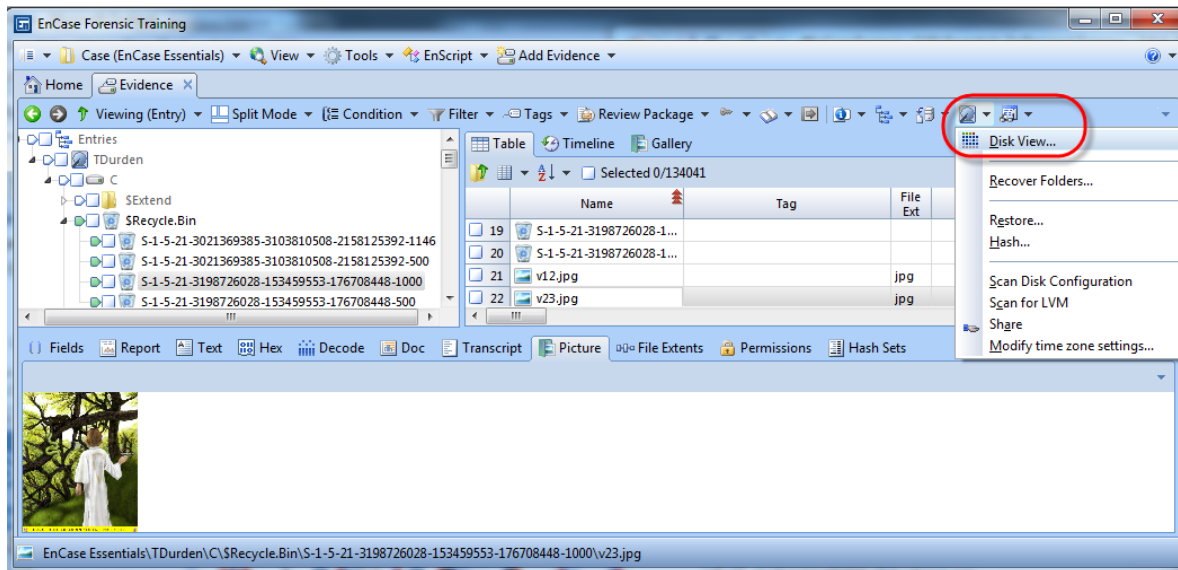 EnCase Forensic Training
Case (EnCase Essentials) View Tools EnScript Add Evidence
Home Evidence
Viewing (Entry) Split Mode Condition Filter Tags Review Package
Entries
TDurden
C
$Extend
$Recycle.Bin
S-1-5-21-3021369385-3103810508-2158125392-1146
S-1-5-21-3021369385-3103810508-2158125392-500
S-1-5-21-3198726028-153459553-176708448-1000
S-1-5-21-3198726028-153459553-176708448-500
Table Timeline Gallery
Selected 0/134041
Name Tag File Ext
19 S-1-5-21-3198726028-1...
20 S-1-5-21-3198726028-1...
21 v12.jpg jpg
22 v23.jpg jpg
Disk View...
Recover Folders...
Restore...
Hash...
Scan Disk Configuration
Scan for LVM
Share
Modify time zone settings...
Fields Report Text Hex Decode Doc Transcript Picture File Extents Permissions Hash Sets
EnCase Essentials\TDurden\C\$Recycle.Bin\S-1-5-21-3198726028-153459553-176708448-1000\v23.jpg